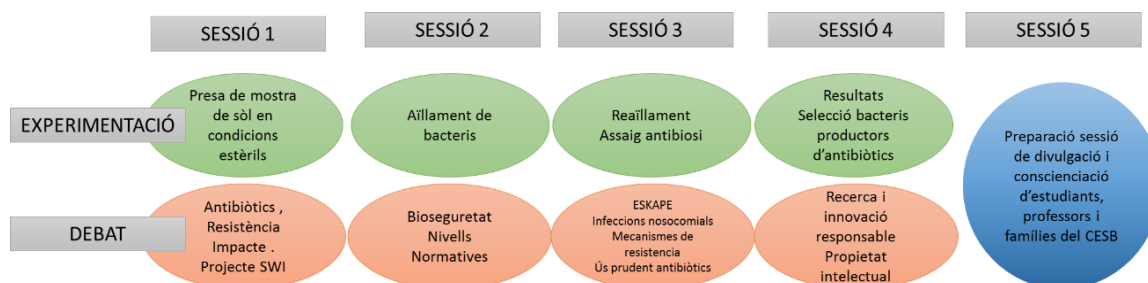 SESSIÓ 1
SESSIÓ 2
SESSIÓ 3
SESSIÓ 4
SESSIÓ 5
EXPERIMENTACIÓ
Presa de mostra
de sòl en
condicions
estèrils
Aïllament de
bacteris
Reaïllament
Assaig antibiosi
Resultats
Selecció bacteris
productors
d'antibiòtics
Preparació sessió
de divulgació i
conscienciació
d'estudiants,
professors i
famílies del CESB
DEBAT
Antibiòtics ,
Resistència
Impacte .
Projecte SWI
Bioseguretat
Nivells
Normatives
ESKAPE
Infeccions nosocomials
Mecanismes de
resistencia
Ús prudent antibiòtics
Recerca i
innovació
responsable
Propietat
intelectual